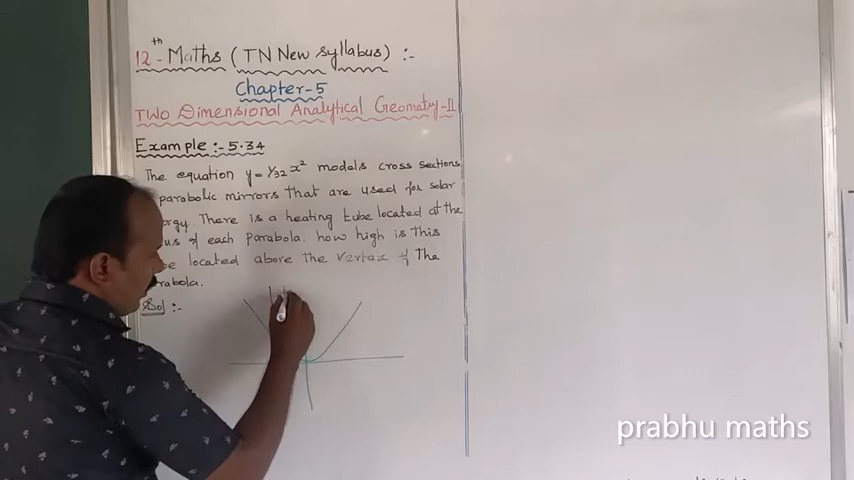 12th - Maths (TN New syllabus) :-
Chapter-5
TWO Dimensional Analytical Geometry-II
Example :- 5.34
The equation y = 1/32 x² models cross sections
parabolic mirrors that are used for solar
There is a heating tube located at the
of each parabola. how high is this
located above the vertax of the
Sol :-
prabhu maths